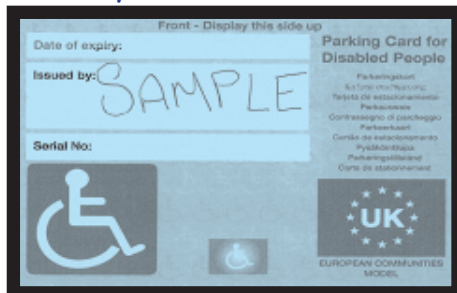 Front - Display this side up
Date of expiry:
Issued by:
SAMPLE
Serial No:
Parking Card for
Disabled People
Parkeringskort
Tarjeta de estacionamiento
Parkausweis
Contrassegno di parcheggio
Parkeerkaart
Cartão de estacionamento
Pysäköintilupa
Parkeringstillstånd
Carte de stationnement
UK
EUROPEAN COMMUNITIES
MODEL